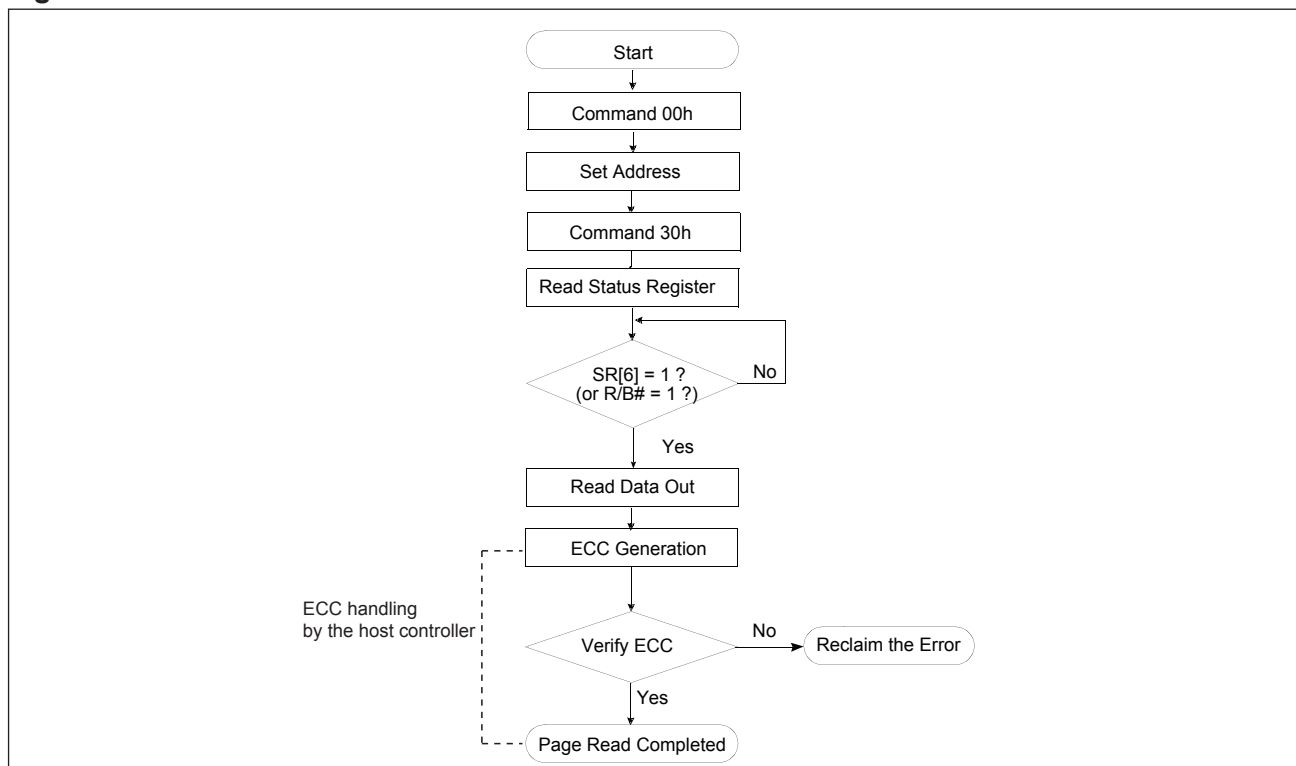 Start
Command 00h
Set Address
Command 30h
Read Status Register
SR[6] = 1 ?
(or R/B# = 1 ?)
No
Yes
Read Data Out
ECC Generation
ECC handling
by the host controller
Verify ECC
No
Reclaim the Error
Yes
Page Read Completed